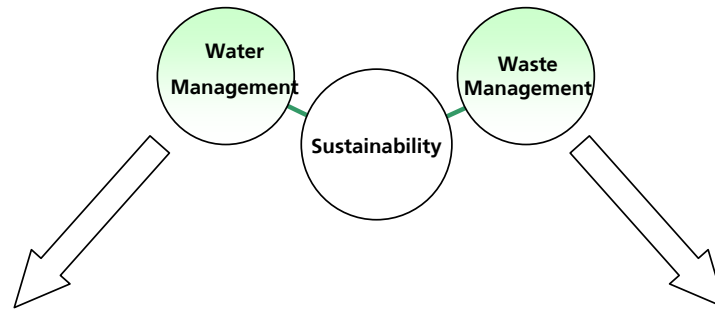 Water
Management
Waste
Management
Sustainability